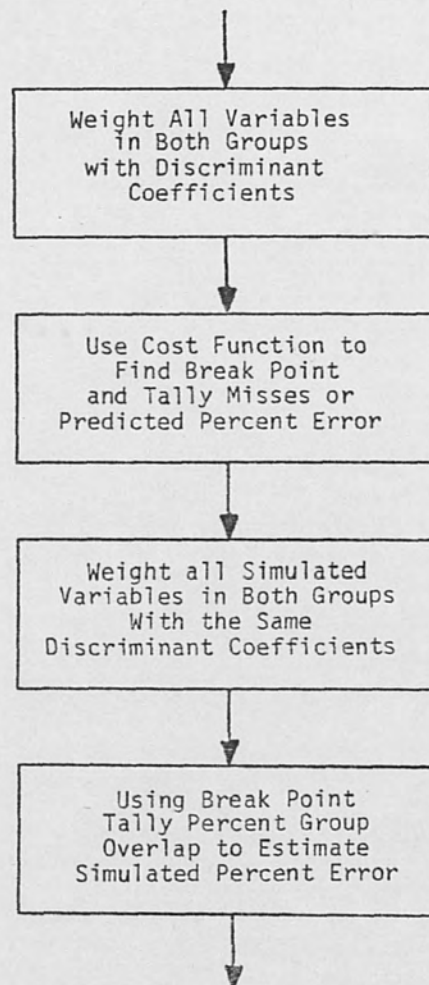 Weight All Variables
in Both Groups
with Discriminant
Coefficients
Use Cost Function to
Find Break Point
and Tally Misses or
Predicted Percent Error
Weight all Simulated
Variables in Both Groups
With the Same
Discriminant Coefficients
Using Break Point
Tally Percent Group
Overlap to Estimate
Simulated Percent Error